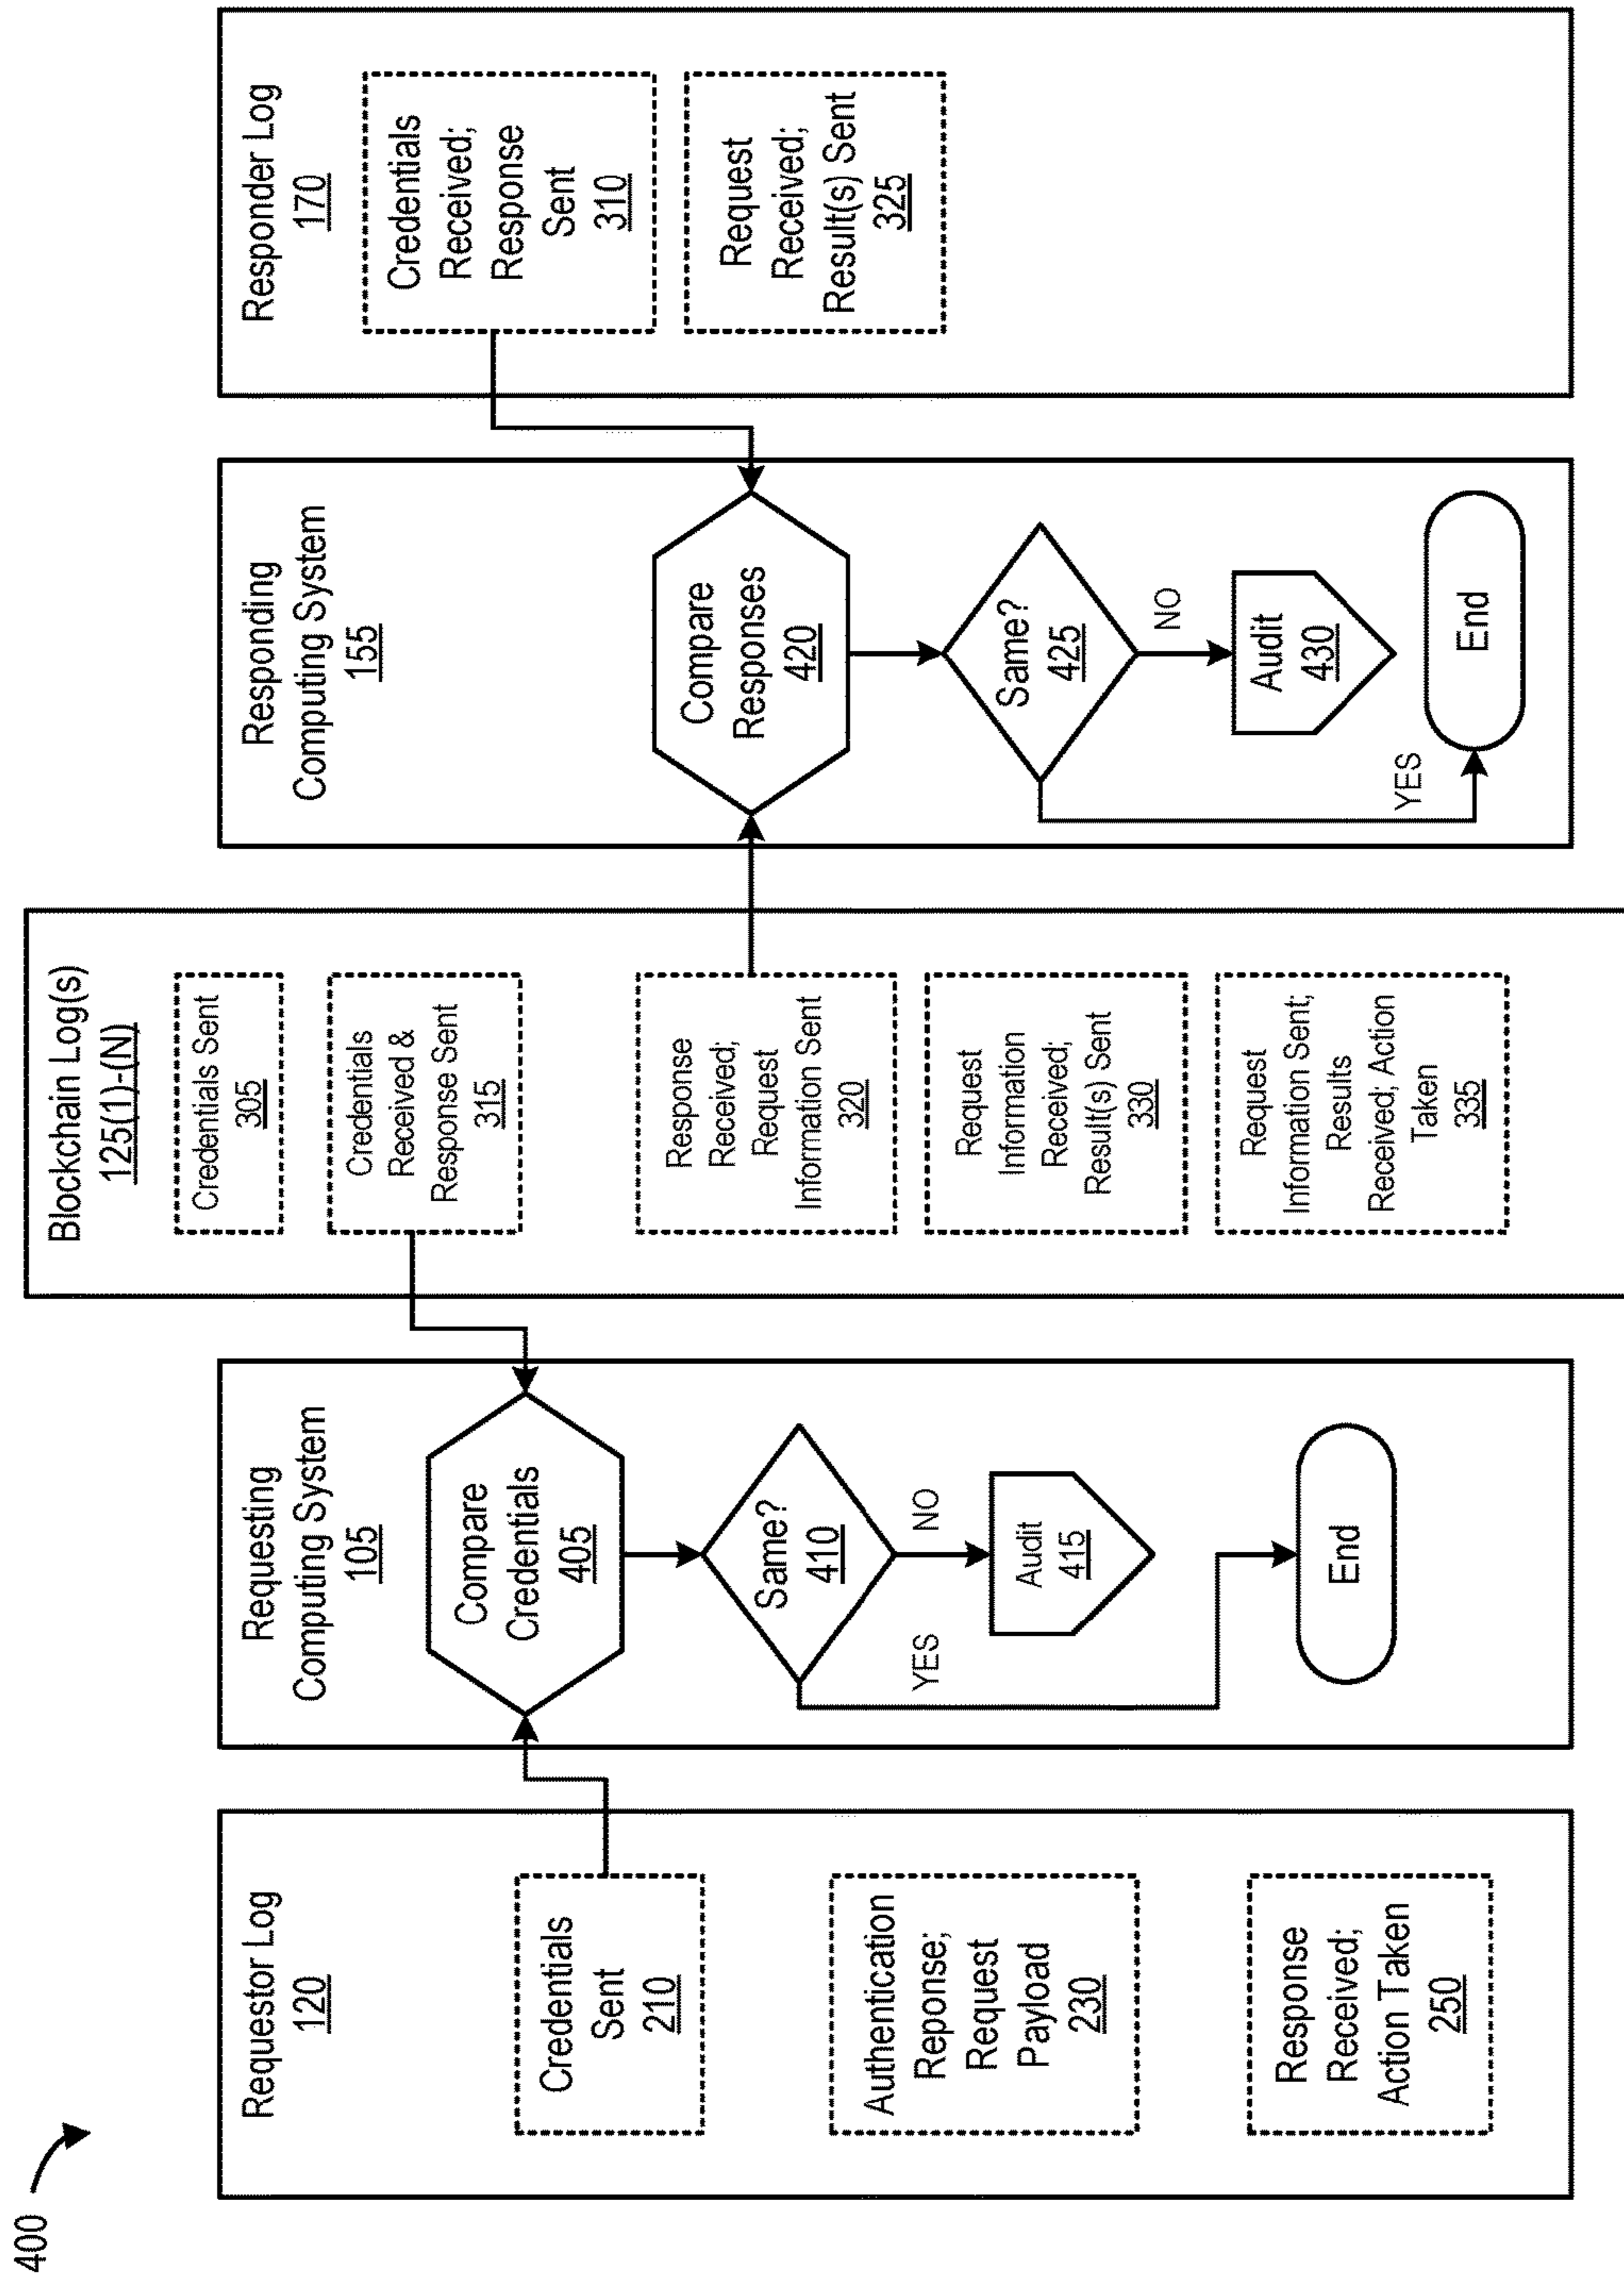 400
Requestor Log
120
Credentials
Sent
210
Authentication
Reponse;
Request
Payload
230
Response
Received;
Action Taken
250
Requesting
Computing System
105
Compare
Credentials
405
Same?
410
YES
NO
Audit
415
End
Blockchain Log(s)
125(1)-(N)
Credentials Sent
305
Credentials
Received &
Response Sent
315
Response
Received;
Request
Information Sent
320
Request
Information
Received;
Result(s) Sent
330
Request
Information Sent;
Results
Received; Action
Taken
335
Responding
Computing System
155
Compare
Responses
420
Same?
425
NO
YES
Audit
430
End
Responder Log
170
Credentials
Received;
Response
Sent
310
Request
Received;
Result(s) Sent
325